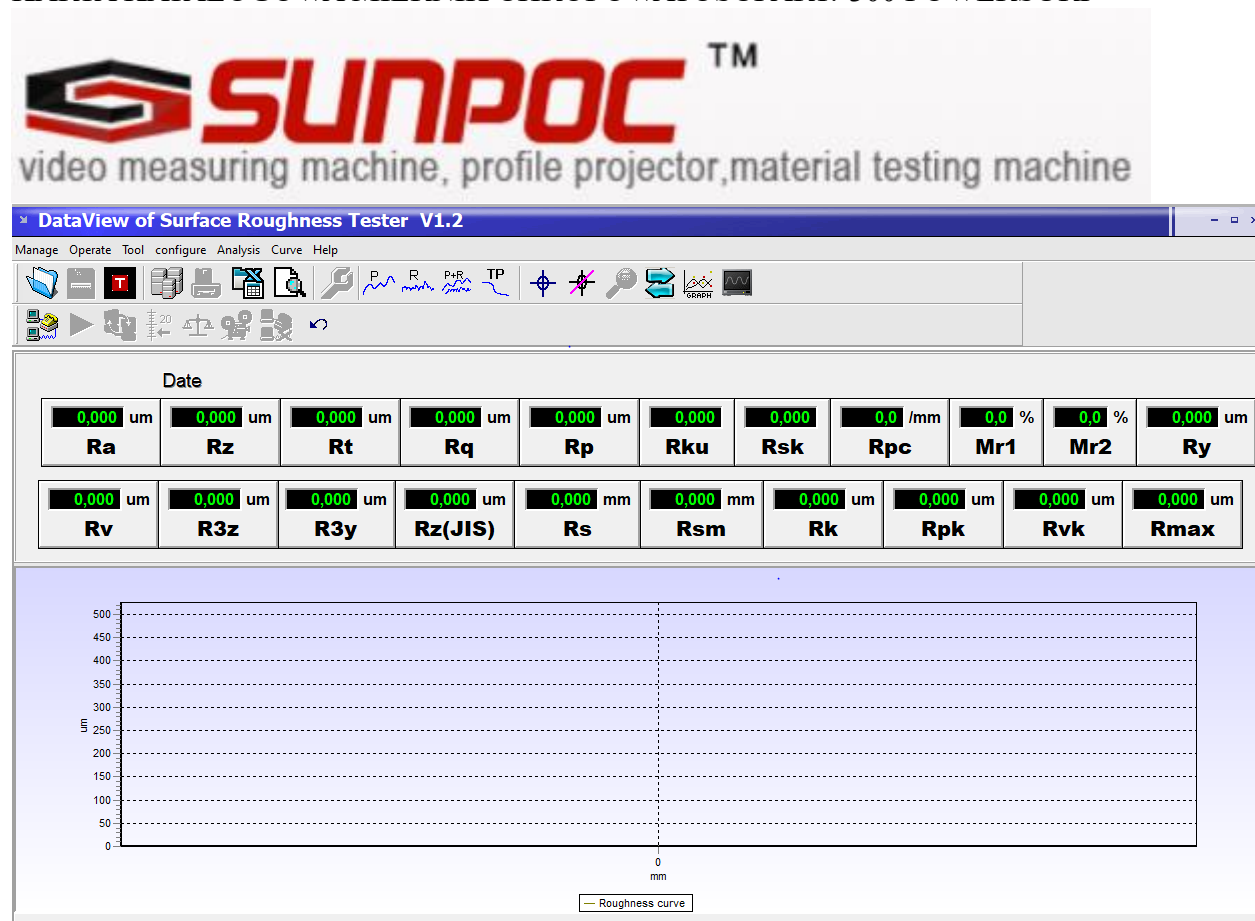 SUNPOC ™
video measuring machine, profile projector,material testing machine
DataView of Surface Roughness Tester V1.2
Manage Operate Tool configure Analysis Curve Help
T P R P+R TP GRAPH
20
Date
0,000 um 0,000 um 0,000 um 0,000 um 0,000 um 0,000 0,000 0,0 /mm 0,0 % 0,0 % 0,000 um
Ra Rz Rt Rq Rp Rku Rsk Rpc Mr1 Mr2 Ry
0,000 um 0,000 um 0,000 um 0,000 um 0,000 mm 0,000 mm 0,000 um 0,000 um 0,000 um 0,000 um
Rv R3z R3y Rz(JIS) Rs Rsm Rk Rpk Rvk Rmax
500
450
400
350
300
um
250
200
150
100
50
0
0
mm
Roughness curve